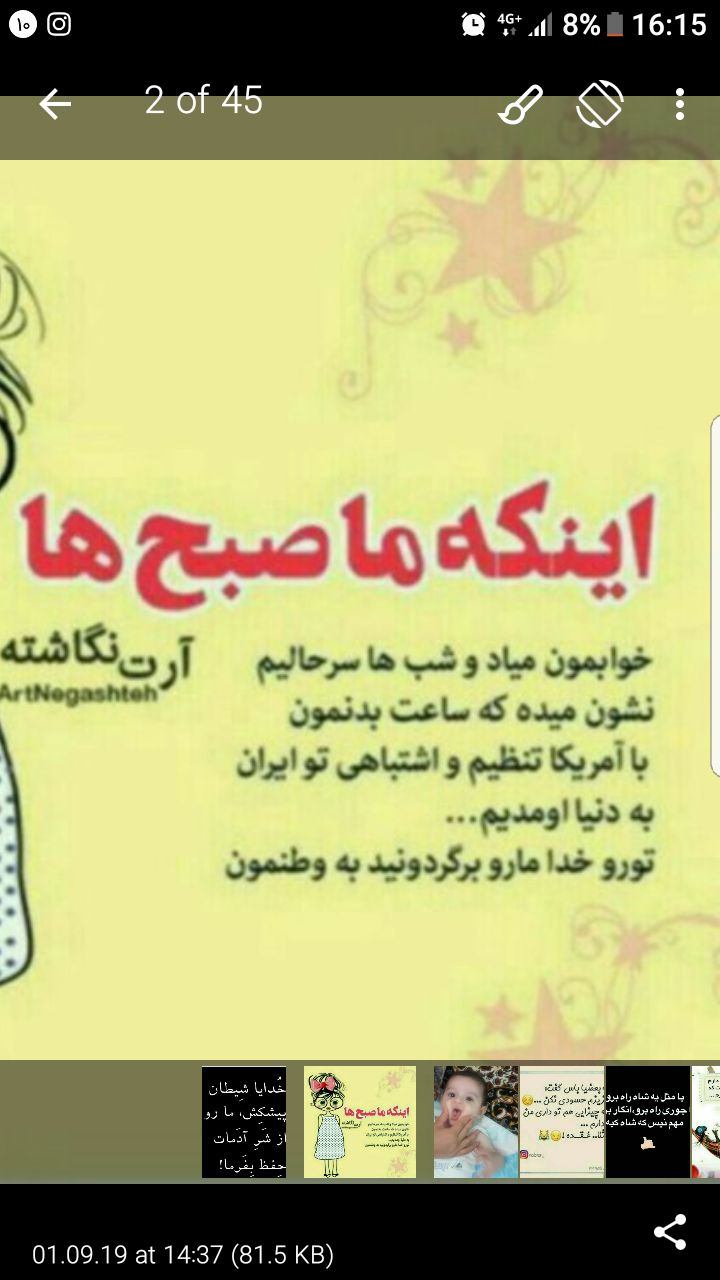 ۱۰ 4G+ 8% 16:15
2 of 45
اینکه ما صبح ها
خوابمون میاد و شب ها سرحالیم
نشون میده که ساعت بدنمون
با آمریکا تنظیم و اشتباهی تو ایران
به دنیا اومدیم...
تورو خدا مارو برگردونید به وطنمون
آرت‌نگاشته
ArtNegashteh
خدایا شیطان
پیشکش، ما رو
از شر آدمات
حفظ بفرما!
اینکه ما صبح ها
01.09.19 at 14:37 (81.5 KB)